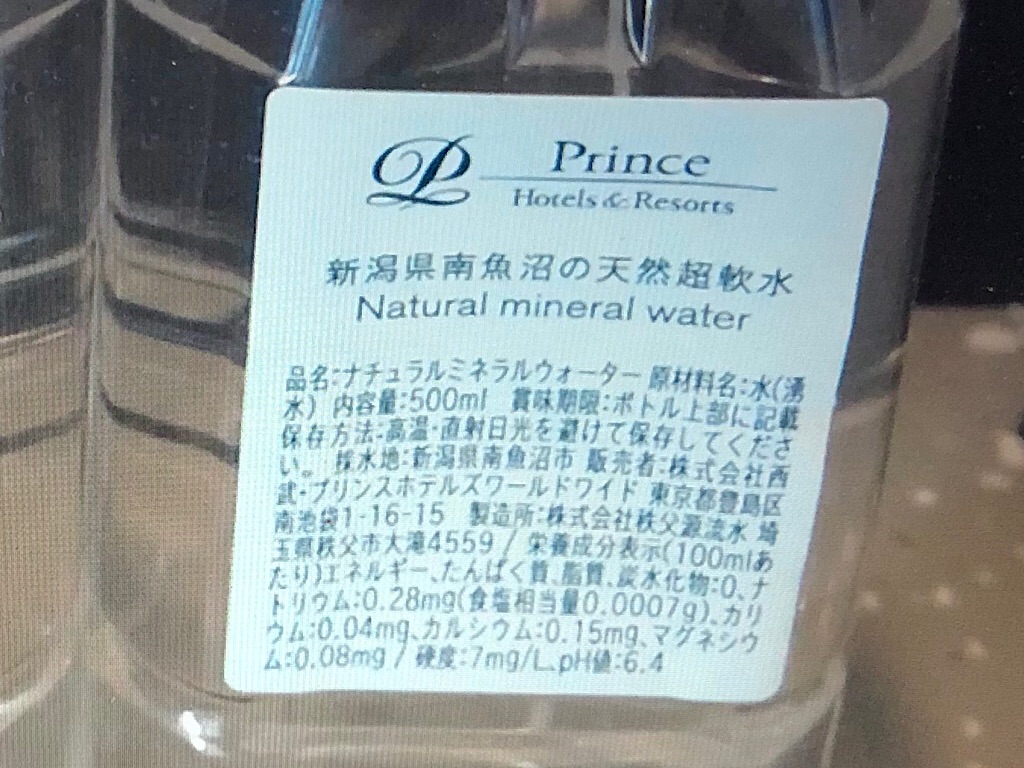 P Prince
Hotels & Resorts
新潟県南魚沼の天然超軟水
Natural mineral water
品名:ナチュラルミネラルウォーター 原材料名:水(湧
水) 内容量:500ml 賞味期限:ボトル上部に記載
保存方法:高温・直射日光を避けて保存してくださ
い。 採水地:新潟県南魚沼市 販売者:株式会社西
武・プリンスホテルズワールドワイド 東京都豊島区
南池袋1-16-15 製造所:株式会社秩父源流水 埼
玉県秩父市大滝4559 / 栄養成分表示(100mlあ
たり)エネルギー、たんぱく質、脂質、炭水化物:0、ナ
トリウム:0.28mg(食塩相当量0.0007g)、カリ
ウム:0.04mg、カルシウム:0.15mg、マグネシウ
ム:0.08mg / 硬度:7mg/L、pH値:6.4